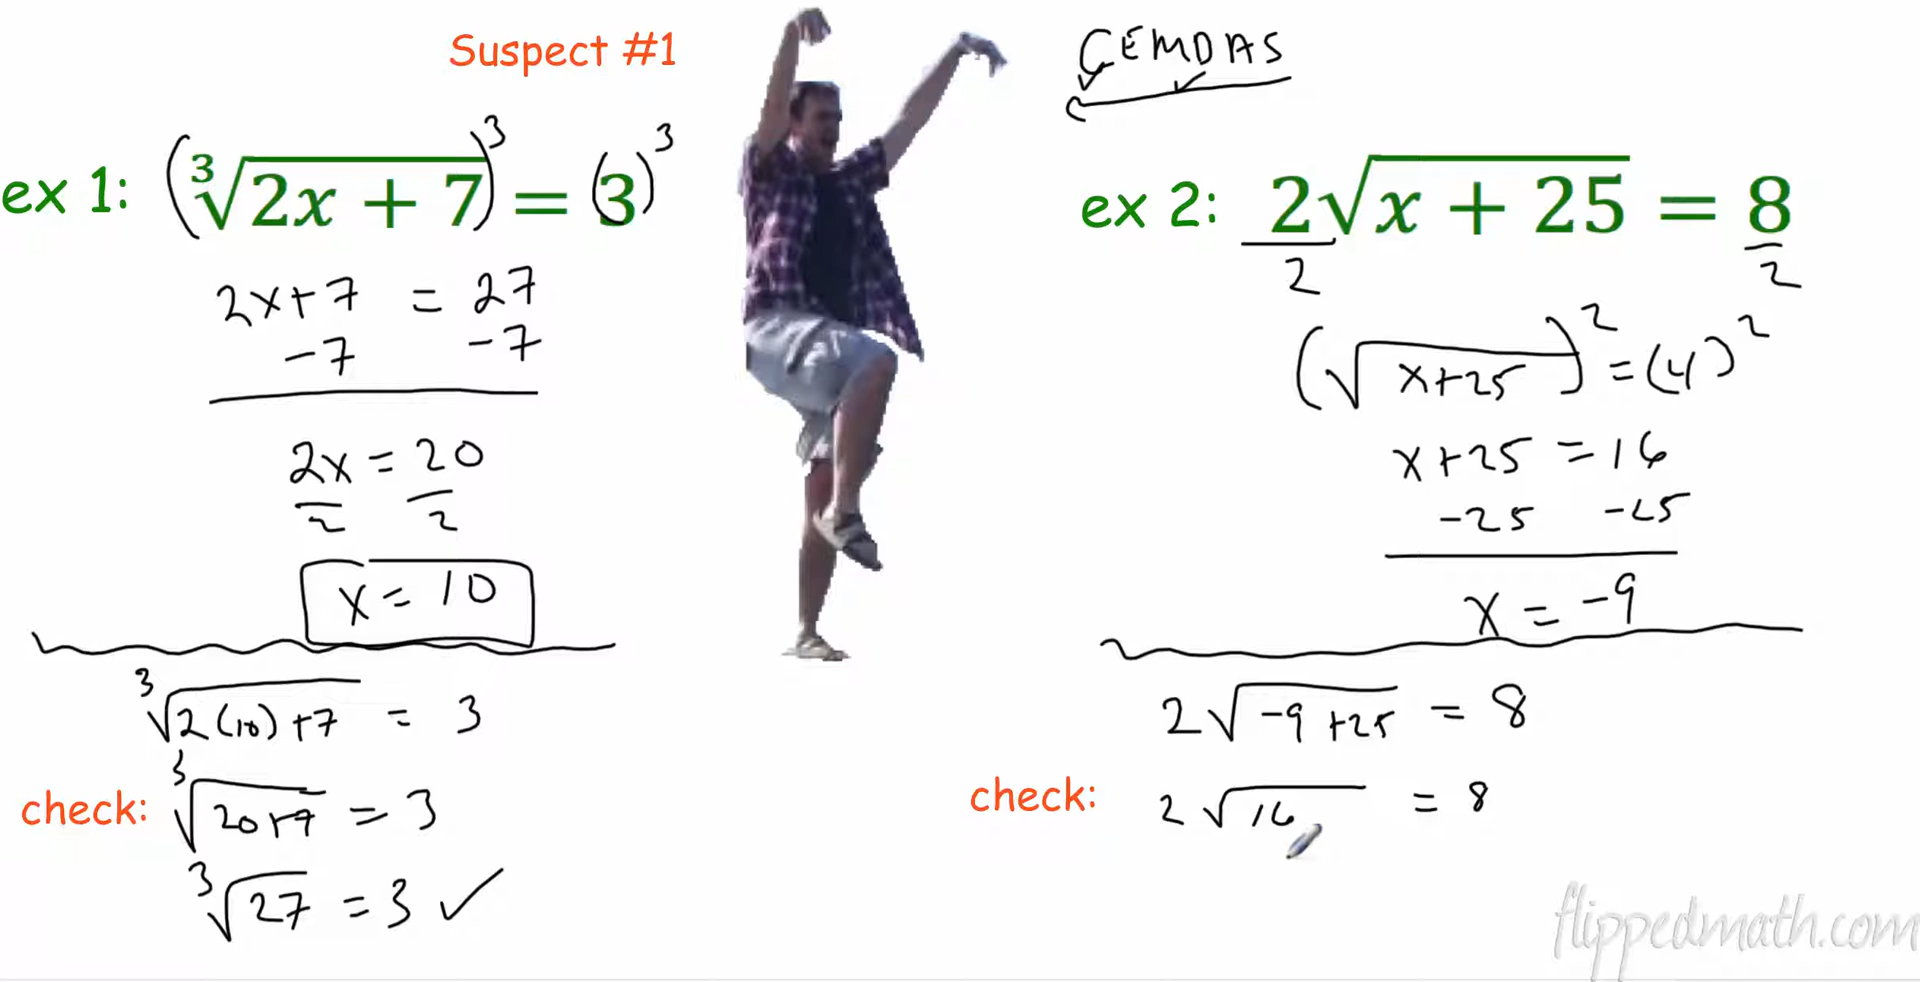 Suspect #1
ex 1: (∛(2x + 7))³ = (3)³
2x+7 = 27
-7 -7
2x = 20
2 2
x = 10
∛(2(10)+7) = 3
check: ∛(20+7) = 3
∛27 = 3 ✓
GEMDAS
ex 2: 2√(x + 25) = 8
2 2
(√(x+25))² = (4)²
x+25 = 16
-25 -25
x = -9
2√(-9+25) = 8
check: 2√16 = 8
flippedmath.com